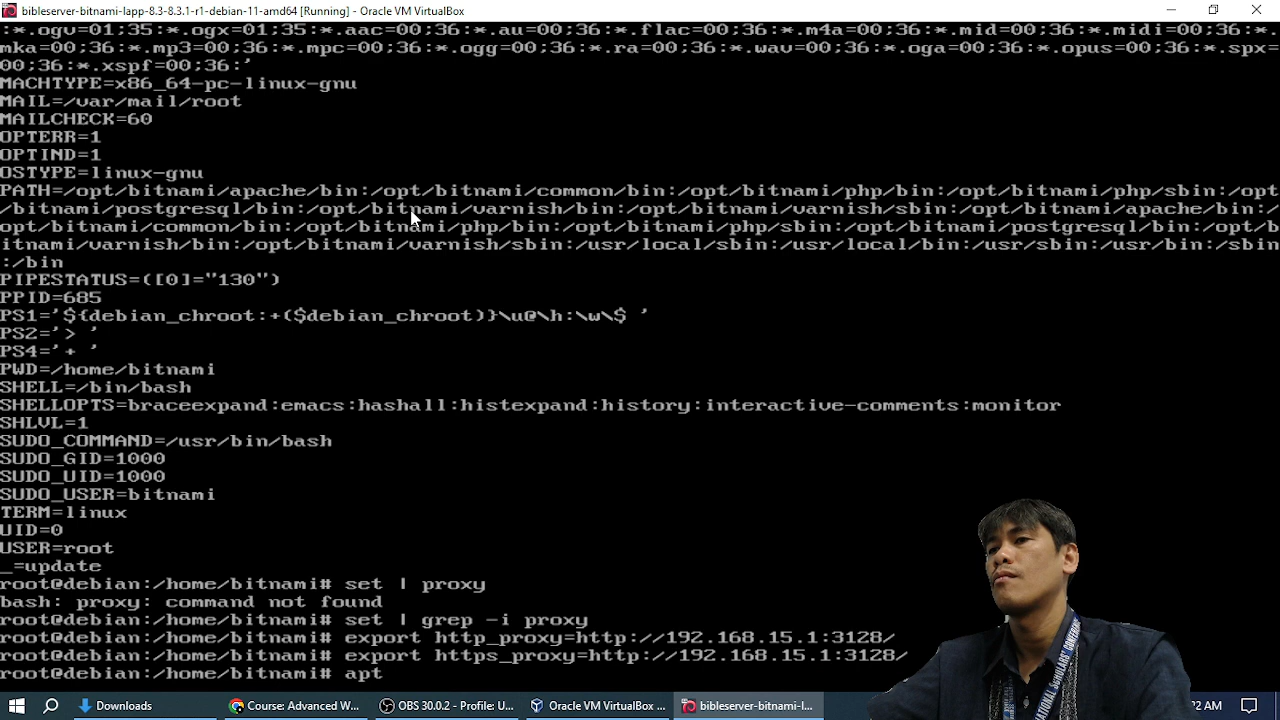 bibleserver-bitnami-lapp-8.3-8.3.1-r1-debian-11-amd64 [Running] - Oracle VM VirtualBox
:*.ogv=01;35:*.ogx=01;35:*.aac=00;36:*.au=00;36:*.flac=00;36:*.m4a=00;36:*.mid=00;36:*.midi=00;36:*.
mka=00;36:*.mp3=00;36:*.mpc=00;36:*.ogg=00;36:*.ra=00;36:*.wav=00;36:*.oga=00;36:*.opus=00;36:*.spx=
00;36:*.xspf=00;36:'
MACHTYPE=x86_64-pc-linux-gnu
MAIL=/var/mail/root
MAILCHECK=60
OPTERR=1
OPTIND=1
OSTYPE=linux-gnu
PATH=/opt/bitnami/apache/bin:/opt/bitnami/common/bin:/opt/bitnami/php/bin:/opt/bitnami/php/sbin:/opt
/bitnami/postgresql/bin:/opt/bitnami/varnish/bin:/opt/bitnami/varnish/sbin:/opt/bitnami/apache/bin:/
opt/bitnami/common/bin:/opt/bitnami/php/bin:/opt/bitnami/php/sbin:/opt/bitnami/postgresql/bin:/opt/b
itnami/varnish/bin:/opt/bitnami/varnish/sbin:/usr/local/sbin:/usr/local/bin:/usr/sbin:/usr/bin:/sbin
:/bin
PIPESTATUS=([0]="130")
PPID=685
PS1='${debian_chroot:+($debian_chroot)}\u@\h:\w\$ '
PS2='> '
PS4='+ '
PWD=/home/bitnami
SHELL=/bin/bash
SHELLOPTS=braceexpand:emacs:hashall:histexpand:history:interactive-comments:monitor
SHLVL=1
SUDO_COMMAND=/usr/bin/bash
SUDO_GID=1000
SUDO_UID=1000
SUDO_USER=bitnami
TERM=linux
UID=0
USER=root
_=update
root@debian:/home/bitnami# set | proxy
bash: proxy: command not found
root@debian:/home/bitnami# set | grep -i proxy
root@debian:/home/bitnami# export http_proxy=http://192.168.15.1:3128/
root@debian:/home/bitnami# export https_proxy=http://192.168.15.1:3128/
root@debian:/home/bitnami# apt
Downloads
Course: Advanced W...
OBS 30.0.2 - Profile: U...
Oracle VM VirtualBox ...
bibleserver-bitnami-l...
2 AM